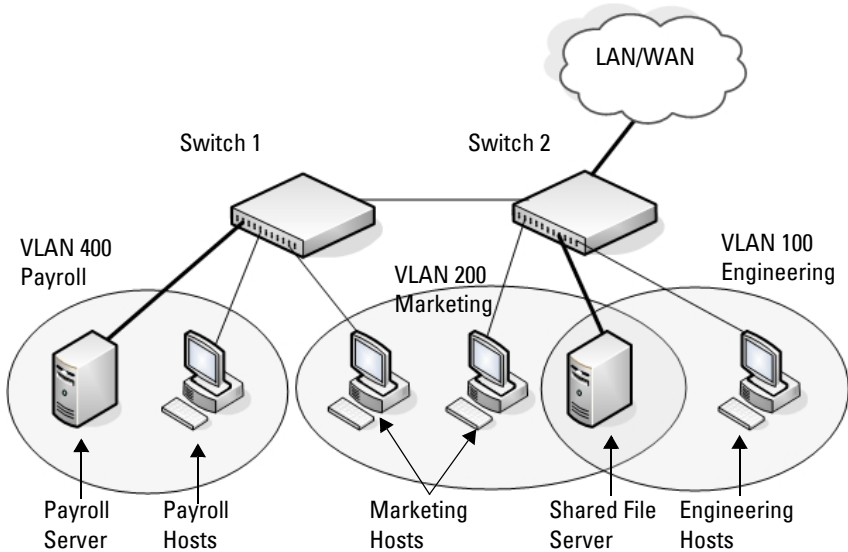 LAN/WAN
Switch 1
Switch 2
VLAN 400
Payroll
VLAN 200
Marketing
VLAN 100
Engineering
Payroll
Server
Payroll
Hosts
Marketing
Hosts
Shared File
Server
Engineering
Hosts